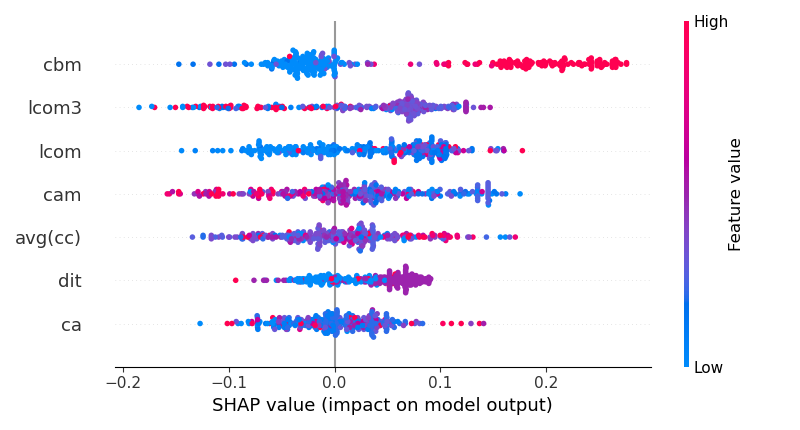 High
cbm
lcom3
lcom
cam
avg(cc)
dit
ca
Feature value
Low
−0.2 −0.1 0.0 0.1 0.2
SHAP value (impact on model output)